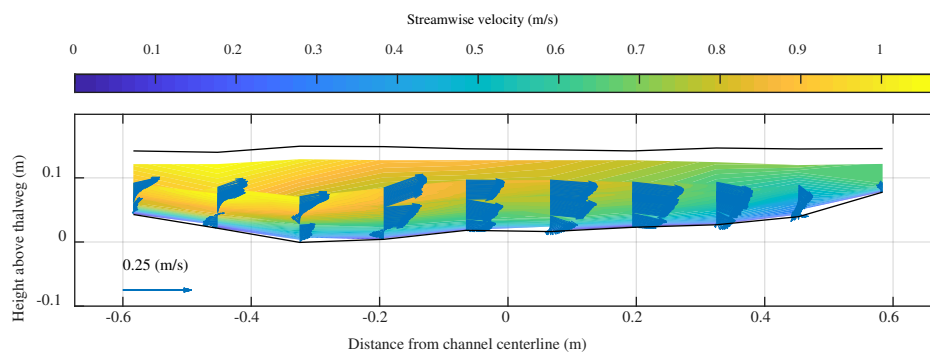 Streamwise velocity (m/s)
0 0.1 0.2 0.3 0.4 0.5 0.6 0.7 0.8 0.9 1
Height above thalweg (m)
0.1
0
0.25 (m/s)
-0.1
-0.6 -0.4 -0.2 0 0.2 0.4 0.6
Distance from channel centerline (m)